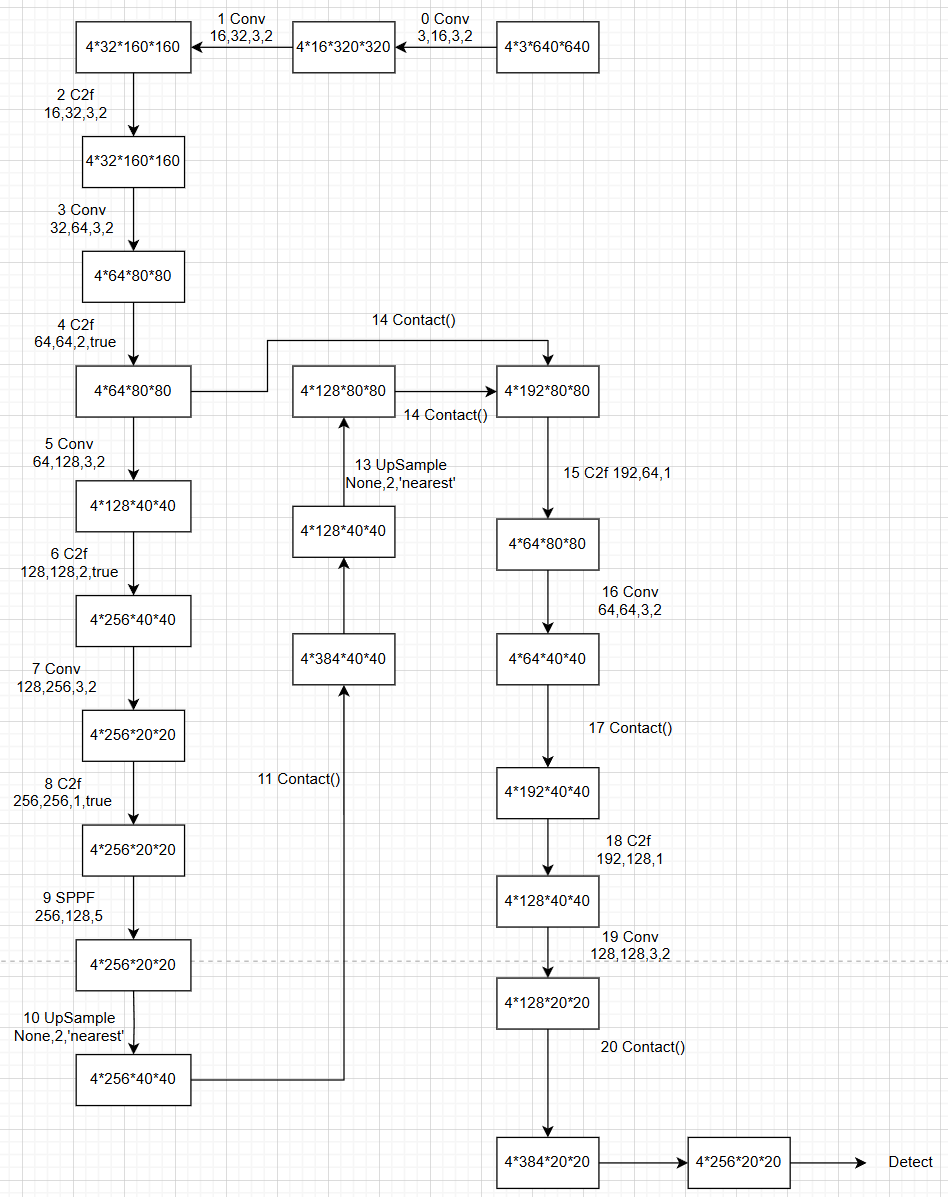 1 Conv
16,32,3,2
0 Conv
3,16,3,2
4*32*160*160
4*16*320*320
4*3*640*640
2 C2f
16,32,3,2
4*32*160*160
3 Conv
32,64,3,2
4*64*80*80
4 C2f
64,64,2,true
14 Contact()
4*64*80*80
4*128*80*80
4*192*80*80
14 Contact()
5 Conv
64,128,3,2
13 UpSample
None,2,'nearest'
15 C2f 192,64,1
4*128*40*40
4*128*40*40
4*64*80*80
6 C2f
128,128,2,true
16 Conv
64,64,3,2
4*256*40*40
4*384*40*40
4*64*40*40
7 Conv
128,256,3,2
17 Contact()
4*256*20*20
11 Contact()
8 C2f
256,256,1,true
4*192*40*40
4*256*20*20
18 C2f
192,128,1
9 SPPF
256,128,5
4*128*40*40
19 Conv
128,128,3,2
4*256*20*20
4*128*20*20
10 UpSample
None,2,'nearest'
20 Contact()
4*256*40*40
4*384*20*20
4*256*20*20
Detect